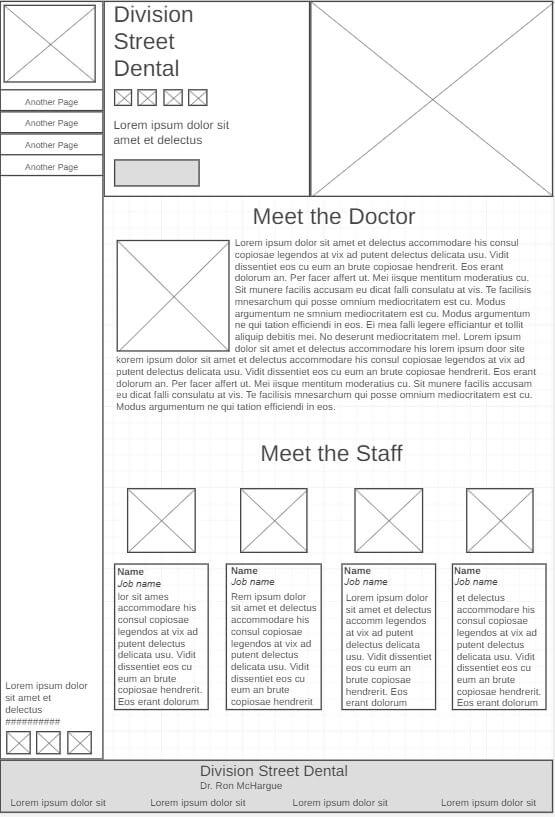 Another Page
Another Page
Another Page
Another Page
Division
Street
Dental
Lorem ipsum dolor sit
amet et delectus
Meet the Doctor
Lorem ipsum dolor sit amet et delectus accommodare his consul
copiosae legendos at vix ad putent delectus delicata usu. Vidit
dissentiet eos cu eum an brute copiosae hendrerit. Eos erant
dolorum an. Per facer affert ut. Mei iisque mentitum moderatius cu.
Sit munere facilis accusam eu dicat falli consulatu at vis. Te facilisis
mnesarchum qui posse omnium mediocritatem est cu. Modus
argumentum ne smnium mediocritatem est cu. Modus argumentum
ne qui tation efficiendi in eos. Ei mea falli legere efficiantur et tollit
aliquip debitis mei. No deserunt mediocritatem mel. Lorem ipsum
dolor sit amet et delectus accommodare his lorem ipsum door site
korem ipsum dolor sit amet et delectus accommodare his consul copiosae legendos at vix ad
putent delectus delicata usu. Vidit dissentiet eos cu eum an brute copiosae hendrerit. Eos erant
dolorum an. Per facer affert ut. Mei iisque mentitum moderatius cu. Sit munere facilis accusam
eu dicat falli consulatu at vis. Te facilisis mnesarchum qui posse omnium mediocritatem est cu.
Modus argumentum ne qui tation efficiendi in eos.
Meet the Staff
Name
Job name
lor sit ames
accommodare his
consul copiosae
legendos at vix ad
putent delectus
delicata usu. Vidit
dissentiet eos cu
eum an brute
copiosae hendrerit.
Eos erant dolorum
Name
Job name
Rem ipsum dolor
sit amet et delectus
accommodare his
consul copiosae
legendos at vix ad
putent delectus
delicata usu. Vidit
dissentiet eos cu
eum an brute
copiosae hendrerit
Name
Job name
Lorem ipsum dolor
sit amet et delectus
accomm legendos
at vix ad putent
delectus delicata
usu. Vidit dissentiet
eos cu eum an
brute copiosae
hendrerit. Eos
erant dolorum
Name
Job name
et delectus
accommodare his
consul copiosae
legendos at vix ad
putent delectus
delicata usu. Vidit
dissentiet eos cu
eum an brute
copiosae hendrerit.
Eos erant dolorum
Lorem ipsum dolor
sit amet et
delectus
##########
Division Street Dental
Dr. Ron McHargue
Lorem ipsum dolor sit
Lorem ipsum dolor sit
Lorem ipsum dolor sit
Lorem ipsum dolor sit